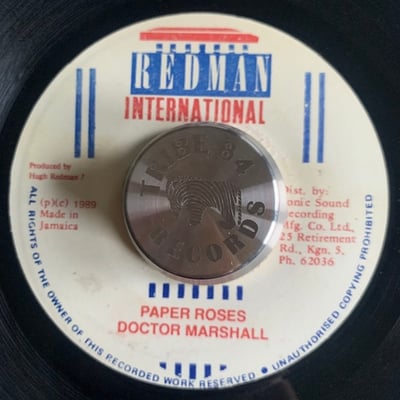 REDMAN
INTERNATIONAL
Produced by
Hugh Redman J
(p)(c) 1989
Made in
Jamaica
TRIBE 84
RECORDS
Dist. by:
onic Sound
Recording
Mfg. Co. Ltd.,
25 Retirement
Rd., Kgn. 5,
Ph. 62036
PAPER ROSES
DOCTOR MARSHALL
ALL RIGHTS OF THE OWNER OF THIS RECORDED WORK RESERVED ● UNAUTHORISED COPYING PROHIBITED